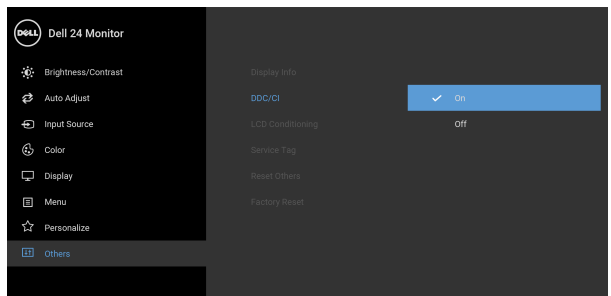 DELL Dell 24 Monitor
Brightness/Contrast
Auto Adjust
Input Source
Color
Display
Menu
Personalize
Others
Display Info
DDC/CI
LCD Conditioning
Service Tag
Reset Others
Factory Reset
On
Off